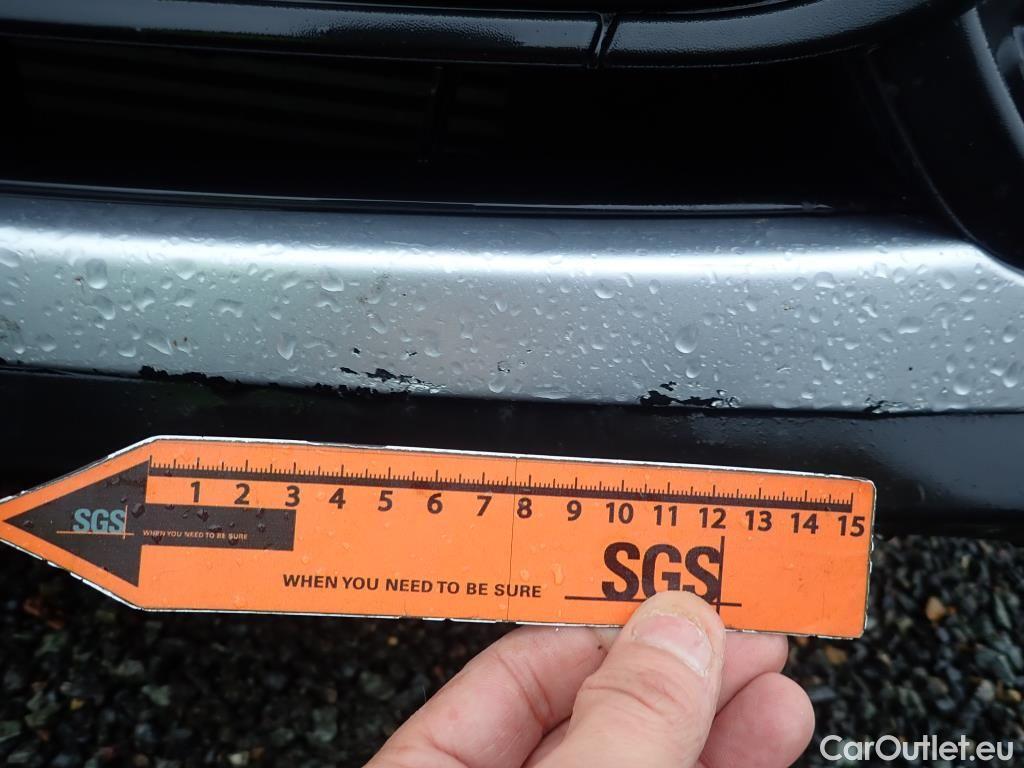 1 2 3 4 5 6 7 8 9 10 11 12 13 14 15
SGS
WHEN YOU NEED TO BE SURE
WHEN YOU NEED TO BE SURE
SGS
CarOutlet.eu